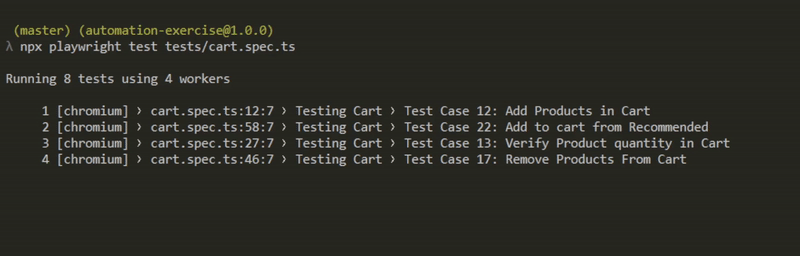 (master) (automation-exercise@1.0.0)
λ npx playwright test tests/cart.spec.ts
Running 8 tests using 4 workers
1 [chromium] › cart.spec.ts:12:7 › Testing Cart › Test Case 12: Add Products in Cart
2 [chromium] › cart.spec.ts:58:7 › Testing Cart › Test Case 22: Add to cart from Recommended
3 [chromium] › cart.spec.ts:27:7 › Testing Cart › Test Case 13: Verify Product quantity in Cart
4 [chromium] › cart.spec.ts:46:7 › Testing Cart › Test Case 17: Remove Products From Cart